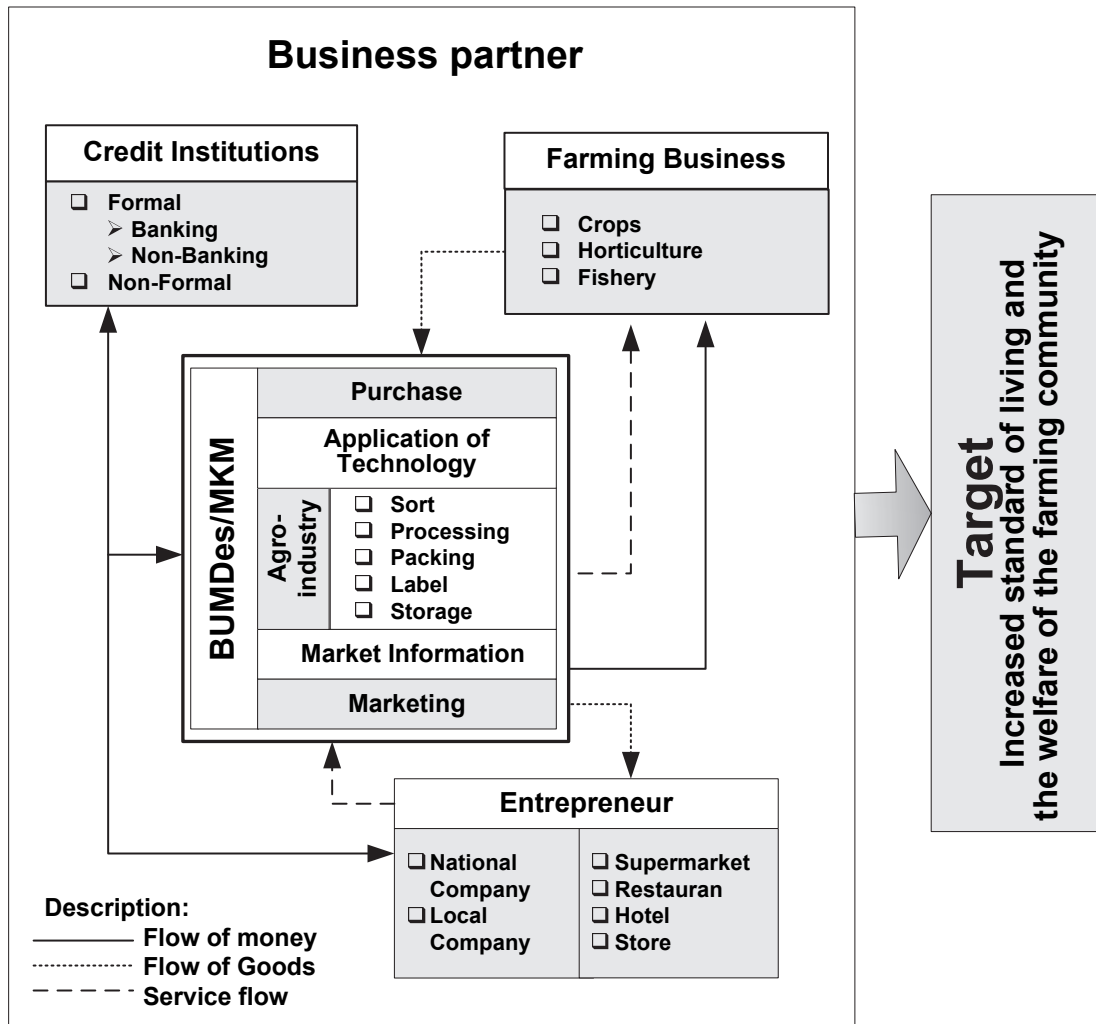 Business partner
Credit Institutions
Formal
Banking
Non-Banking
Non-Formal
Farming Business
Crops
Horticulture
Fishery
BUMDes/MKM
Purchase
Application of
Technology
Agro-
industry
Sort
Processing
Packing
Label
Storage
Market Information
Marketing
Entrepreneur
National
Company
Local
Company
Supermarket
Restauran
Hotel
Store
Description:
Flow of money
Flow of Goods
Service flow
Target
Increased standard of living and
the welfare of the farming community